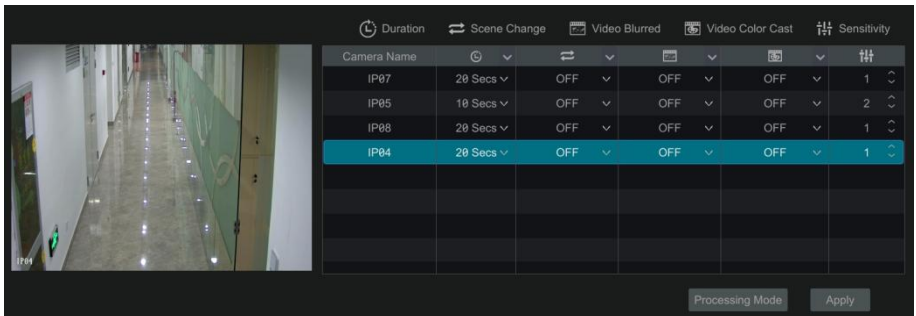 Duration Scene Change Video Blurred Video Color Cast Sensitivity
Camera Name
IP07 20 Secs OFF OFF OFF 1
IP05 10 Secs OFF OFF OFF 2
IP08 20 Secs OFF OFF OFF 1
IP04 20 Secs OFF OFF OFF 1
IP04
Processing Mode Apply